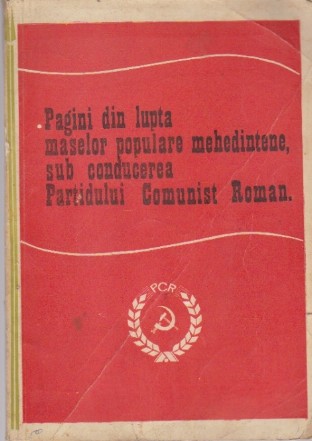 Pagini din lupta
maselor populare mehedintene,
sub conducerea
Partidului Comunist Roman.
PCR